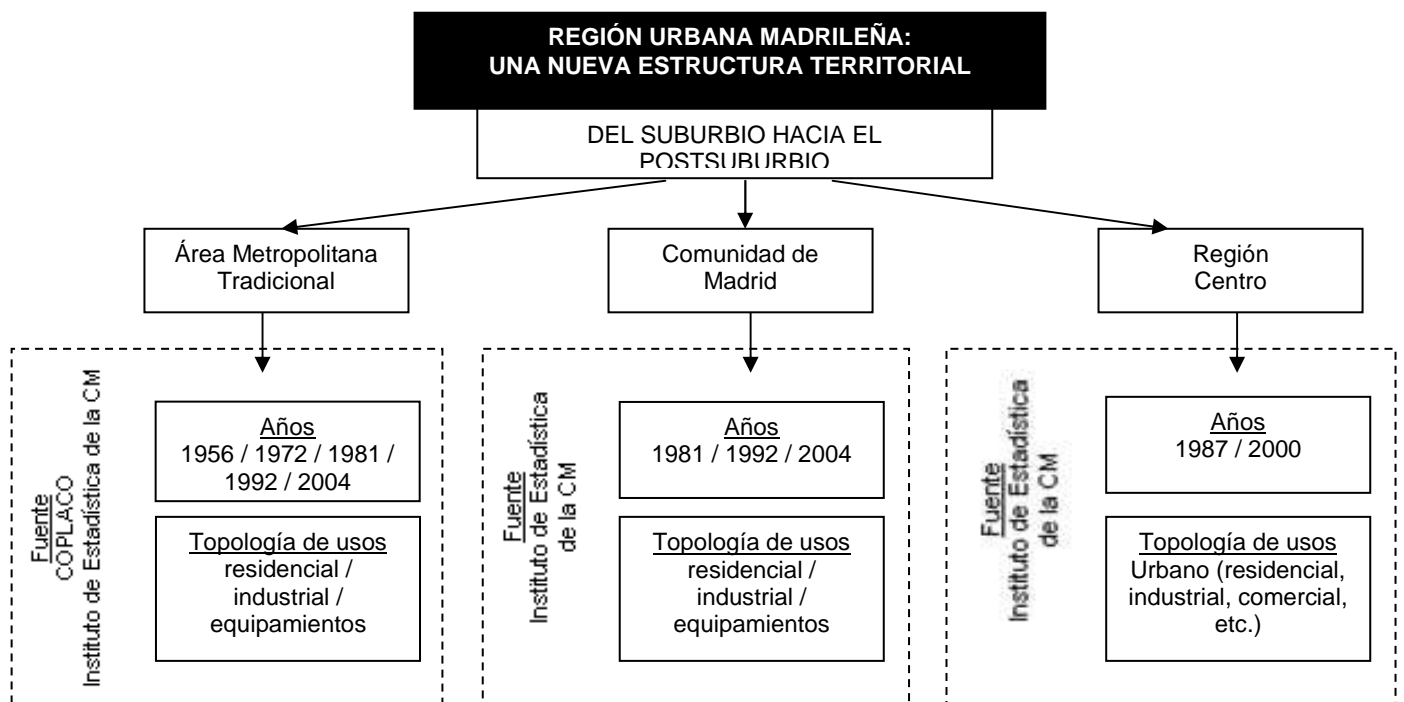 REGIÓN URBANA MADRILEÑA:
UNA NUEVA ESTRUCTURA TERRITORIAL
DEL SUBURBIO HACIA EL
POSTSUBURBIO
Área Metropolitana
Tradicional
Comunidad de
Madrid
Región
Centro
Fuente
COPLACO
Instituto de Estadística de la CM
Años
1956 / 1972 / 1981 /
1992 / 2004
Topología de usos
residencial /
industrial /
equipamientos
Fuente
Instituto de Estadística
de la CM
Años
1981 / 1992 / 2004
Topología de usos
residencial /
industrial /
equipamientos
Fuente
Instituto de Estadística
de la CM
Años
1987 / 2000
Topología de usos
Urbano (residencial,
industrial, comercial,
etc.)